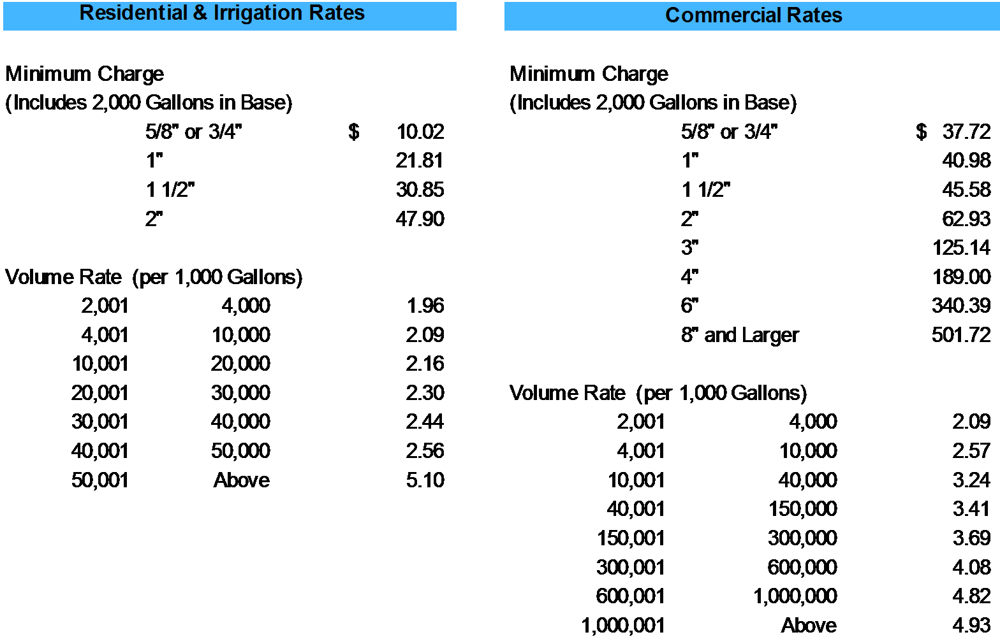 Residential & Irrigation Rates
Minimum Charge
(Includes 2,000 Gallons in Base)
5/8" or 3/4" $ 10.02
1" 21.81
1 1/2" 30.85
2" 47.90
Volume Rate (per 1,000 Gallons)
2,001 4,000 1.96
4,001 10,000 2.09
10,001 20,000 2.16
20,001 30,000 2.30
30,001 40,000 2.44
40,001 50,000 2.56
50,001 Above 5.10
Commercial Rates
Minimum Charge
(Includes 2,000 Gallons in Base)
5/8" or 3/4" $ 37.72
1" 40.98
1 1/2" 45.58
2" 62.93
3" 125.14
4" 189.00
6" 340.39
8" and Larger 501.72
Volume Rate (per 1,000 Gallons)
2,001 4,000 2.09
4,001 10,000 2.57
10,001 40,000 3.24
40,001 150,000 3.41
150,001 300,000 3.69
300,001 600,000 4.08
600,001 1,000,000 4.82
1,000,001 Above 4.93